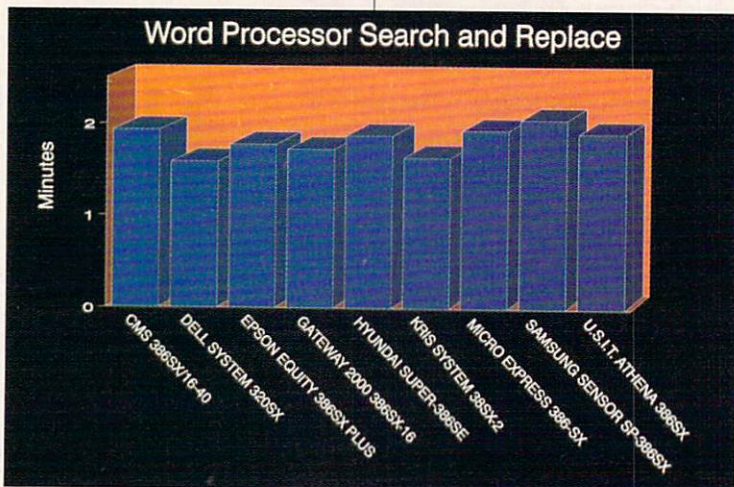 Word Processor Search and Replace
Minutes
2
1
0
CMS 386SX/16-40
DELL SYSTEM 320SX
EPSON EQUITY 386SX PLUS
GATEWAY 2000 386SX-16
HYUNDAI SUPER-386SE
KRIS SYSTEM 38SX2
MICRO EXPRESS 386-SX
SAMSUNG SENSOR SP-386SX
U.S.I.T. ATHENA 386SX